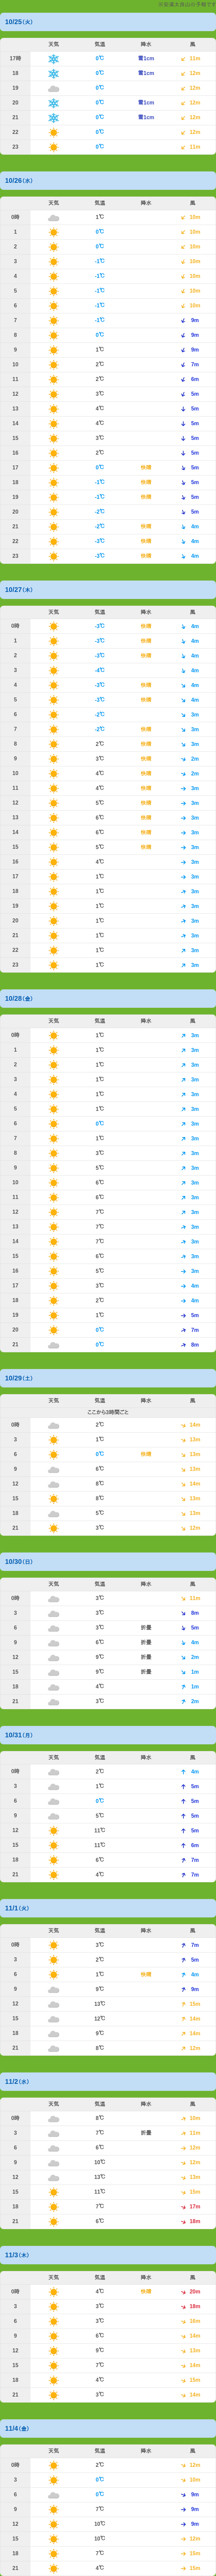 ※安達太良山の予報です
10/25(火)
天気 気温 降水 風
17時 0℃ 雪1cm 11m
18 0℃ 雪1cm 12m
19 0℃ 12m
20 0℃ 雪1cm 12m
21 0℃ 雪1cm 12m
22 0℃ 12m
23 0℃ 11m
10/26(水)
天気 気温 降水 風
0時 1℃ 10m
1 0℃ 10m
2 0℃ 10m
3 -1℃ 10m
4 -1℃ 10m
5 -1℃ 10m
6 -1℃ 10m
7 -1℃ 9m
8 0℃ 9m
9 1℃ 9m
10 2℃ 7m
11 2℃ 6m
12 3℃ 5m
13 4℃ 5m
14 4℃ 5m
15 3℃ 5m
16 2℃ 5m
17 0℃ 快晴 5m
18 -1℃ 快晴 5m
19 -1℃ 快晴 5m
20 -2℃ 5m
21 -2℃ 快晴 4m
22 -3℃ 快晴 4m
23 -3℃ 快晴 4m
10/27(木)
天気 気温 降水 風
0時 -3℃ 快晴 4m
1 -3℃ 快晴 4m
2 -3℃ 快晴 4m
3 -4℃ 4m
4 -3℃ 快晴 4m
5 -3℃ 快晴 4m
6 -2℃ 3m
7 -2℃ 快晴 3m
8 2℃ 快晴 3m
9 3℃ 快晴 2m
10 4℃ 快晴 2m
11 4℃ 快晴 3m
12 5℃ 快晴 3m
13 6℃ 快晴 3m
14 6℃ 快晴 3m
15 5℃ 快晴 3m
16 4℃ 3m
17 1℃ 3m
18 1℃ 3m
19 1℃ 3m
20 1℃ 3m
21 1℃ 3m
22 1℃ 3m
23 1℃ 3m
10/28(金)
天気 気温 降水 風
0時 1℃ 3m
1 1℃ 3m
2 1℃ 3m
3 1℃ 3m
4 1℃ 3m
5 1℃ 3m
6 0℃ 3m
7 1℃ 3m
8 3℃ 3m
9 5℃ 3m
10 6℃ 3m
11 6℃ 3m
12 7℃ 3m
13 7℃ 3m
14 7℃ 3m
15 6℃ 3m
16 5℃ 3m
17 3℃ 4m
18 2℃ 4m
19 1℃ 5m
20 0℃ 7m
21 0℃ 8m
10/29(土)
天気 気温 降水 風
ここから3時間ごと
0時 2℃ 14m
3 1℃ 13m
6 0℃ 快晴 13m
9 6℃ 13m
12 8℃ 14m
15 8℃ 13m
18 5℃ 13m
21 3℃ 12m
10/30(日)
天気 気温 降水 風
0時 3℃ 11m
3 3℃ 8m
6 3℃ 折曇 5m
9 6℃ 折曇 4m
12 9℃ 折曇 2m
15 9℃ 折曇 1m
18 4℃ 1m
21 3℃ 2m
10/31(月)
天気 気温 降水 風
0時 2℃ 4m
3 1℃ 5m
6 0℃ 5m
9 5℃ 5m
12 11℃ 5m
15 11℃ 6m
18 6℃ 7m
21 4℃ 7m
11/1(火)
天気 気温 降水 風
0時 3℃ 7m
3 2℃ 5m
6 1℃ 快晴 4m
9 9℃ 9m
12 13℃ 15m
15 12℃ 14m
18 9℃ 14m
21 8℃ 12m
11/2(水)
天気 気温 降水 風
0時 8℃ 10m
3 7℃ 折曇 11m
6 6℃ 12m
9 10℃ 12m
12 13℃ 13m
15 11℃ 15m
18 7℃ 17m
21 6℃ 18m
11/3(木)
天気 気温 降水 風
0時 4℃ 快晴 20m
3 3℃ 18m
6 3℃ 16m
9 6℃ 14m
12 9℃ 14m
15 7℃ 14m
18 4℃ 15m
21 3℃ 14m
11/4(金)
天気 気温 降水 風
0時 2℃ 12m
3 0℃ 10m
6 0℃ 9m
9 7℃ 9m
12 10℃ 9m
15 10℃ 12m
18 7℃ 15m
21 4℃ 15m